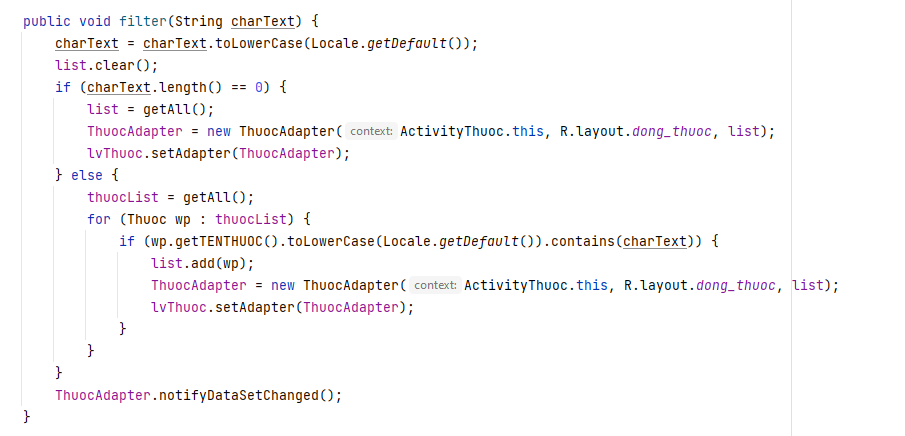 public void filter(String charText) {
charText = charText.toLowerCase(Locale.getDefault());
list.clear();
if (charText.length() == 0) {
list = getAll();
ThuocAdapter = new ThuocAdapter( context: ActivityThuoc.this, R.layout.dong_thuoc, list);
lvThuoc.setAdapter(ThuocAdapter);
} else {
thuocList = getAll();
for (Thuoc wp : thuocList) {
if (wp.getTENTHUOC().toLowerCase(Locale.getDefault()).contains(charText)) {
list.add(wp);
ThuocAdapter = new ThuocAdapter( context: ActivityThuoc.this, R.layout.dong_thuoc, list);
lvThuoc.setAdapter(ThuocAdapter);
}
}
}
ThuocAdapter.notifyDataSetChanged();
}